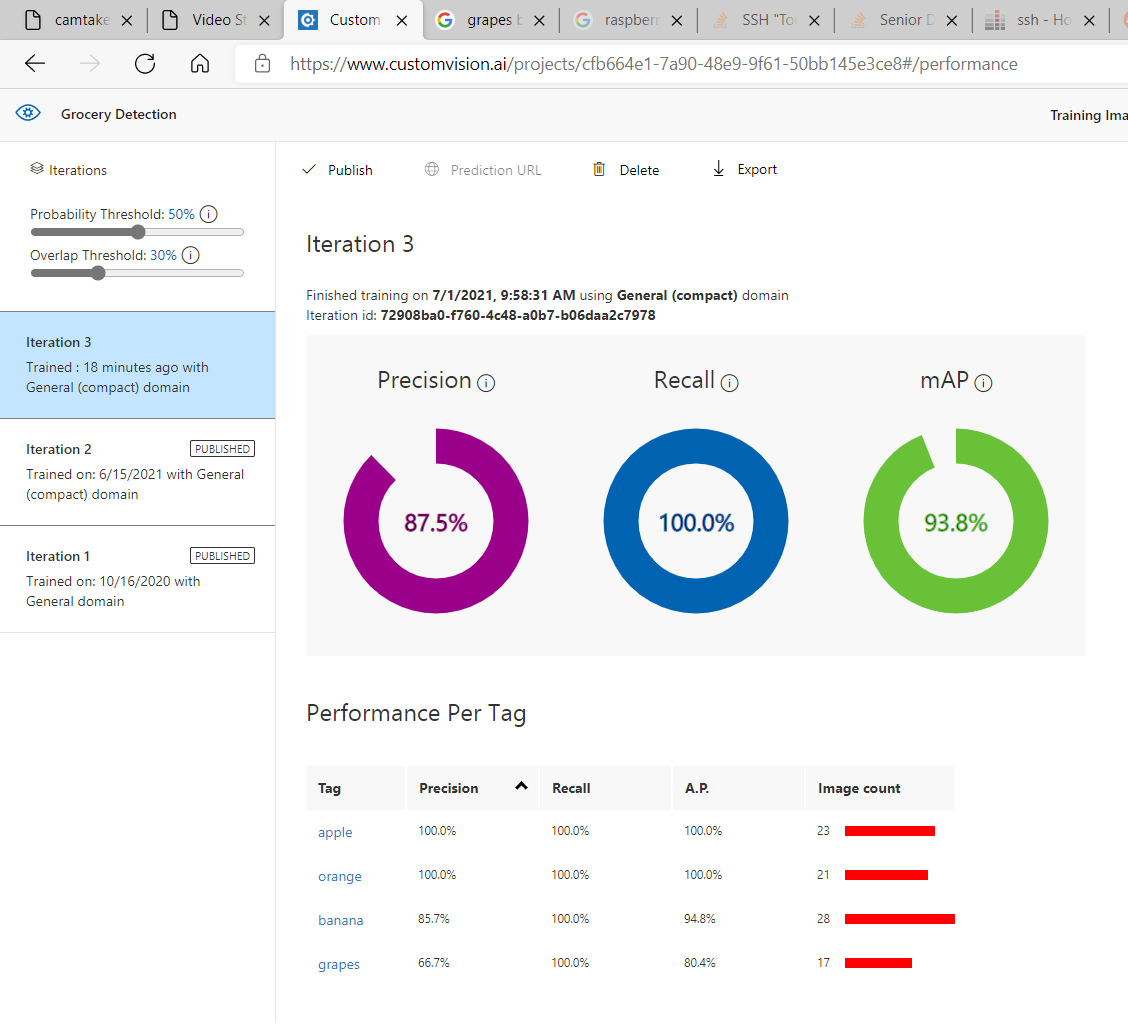 camtake
Video St
Custom
grapes b
raspberr
SSH "Too
Senior D
ssh - Ho
https://www.customvision.ai/projects/cfb664e1-7a90-48e9-9f61-50bb145e3ce8#/performance
Grocery Detection
Training Ima
Iterations
Probability Threshold: 50%
Overlap Threshold: 30%
Iteration 3
Trained : 18 minutes ago with
General (compact) domain
Iteration 2 PUBLISHED
Trained on: 6/15/2021 with General
(compact) domain
Iteration 1 PUBLISHED
Trained on: 10/16/2020 with
General domain
Publish Prediction URL Delete Export
Iteration 3
Finished training on 7/1/2021, 9:58:31 AM using General (compact) domain
Iteration id: 72908ba0-f760-4c48-a0b7-b06daa2c7978
Precision Recall mAP
87.5% 100.0% 93.8%
Performance Per Tag
Tag Precision Recall A.P. Image count
apple 100.0% 100.0% 100.0% 23
orange 100.0% 100.0% 100.0% 21
banana 85.7% 100.0% 94.8% 28
grapes 66.7% 100.0% 80.4% 17